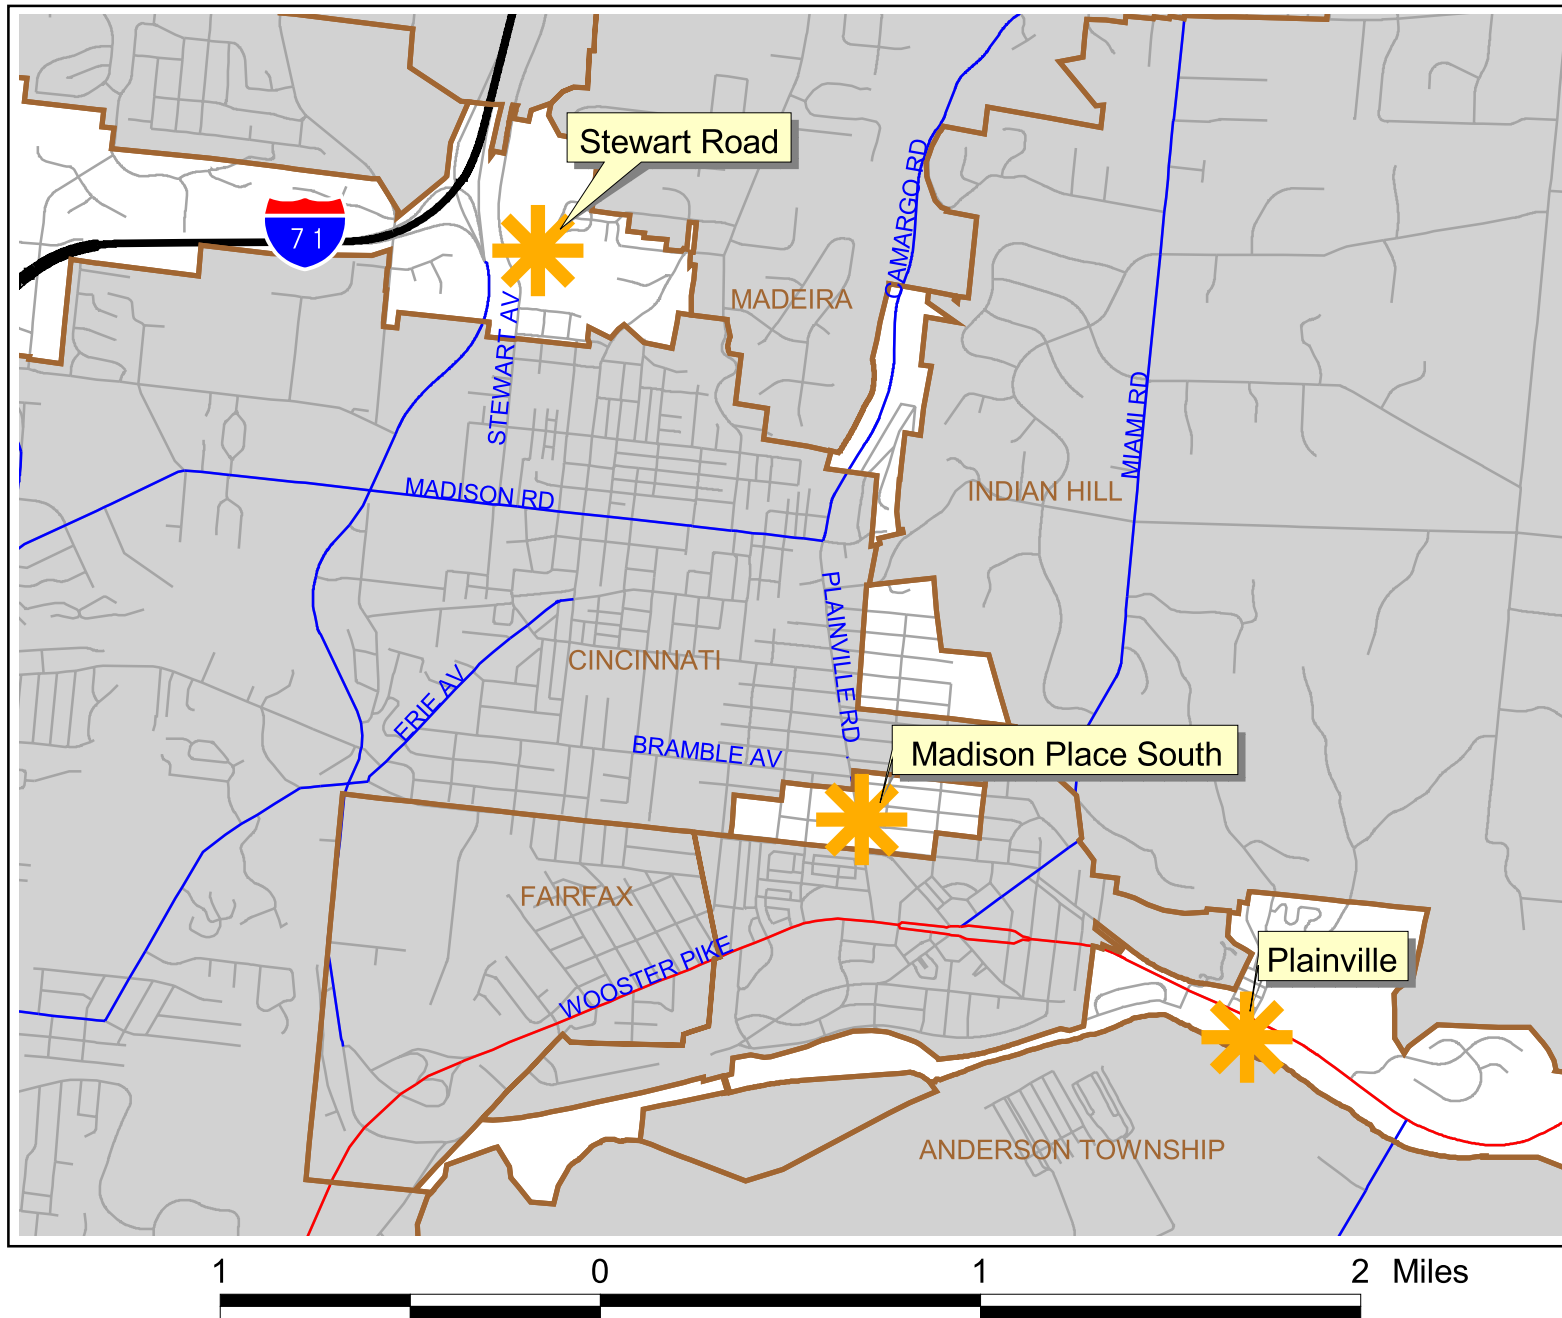 Stewart Road
CAMARGO RD
71
MADEIRA
STEWART AV
MIAMI RD
MADISON RD
INDIAN HILL
PLAINVILLE RD
CINCINNATI
ERIE AV
BRAMBLE AV
Madison Place South
FAIRFAX
WOOSTER PIKE
Plainville
ANDERSON TOWNSHIP
1 0 1 2 Miles